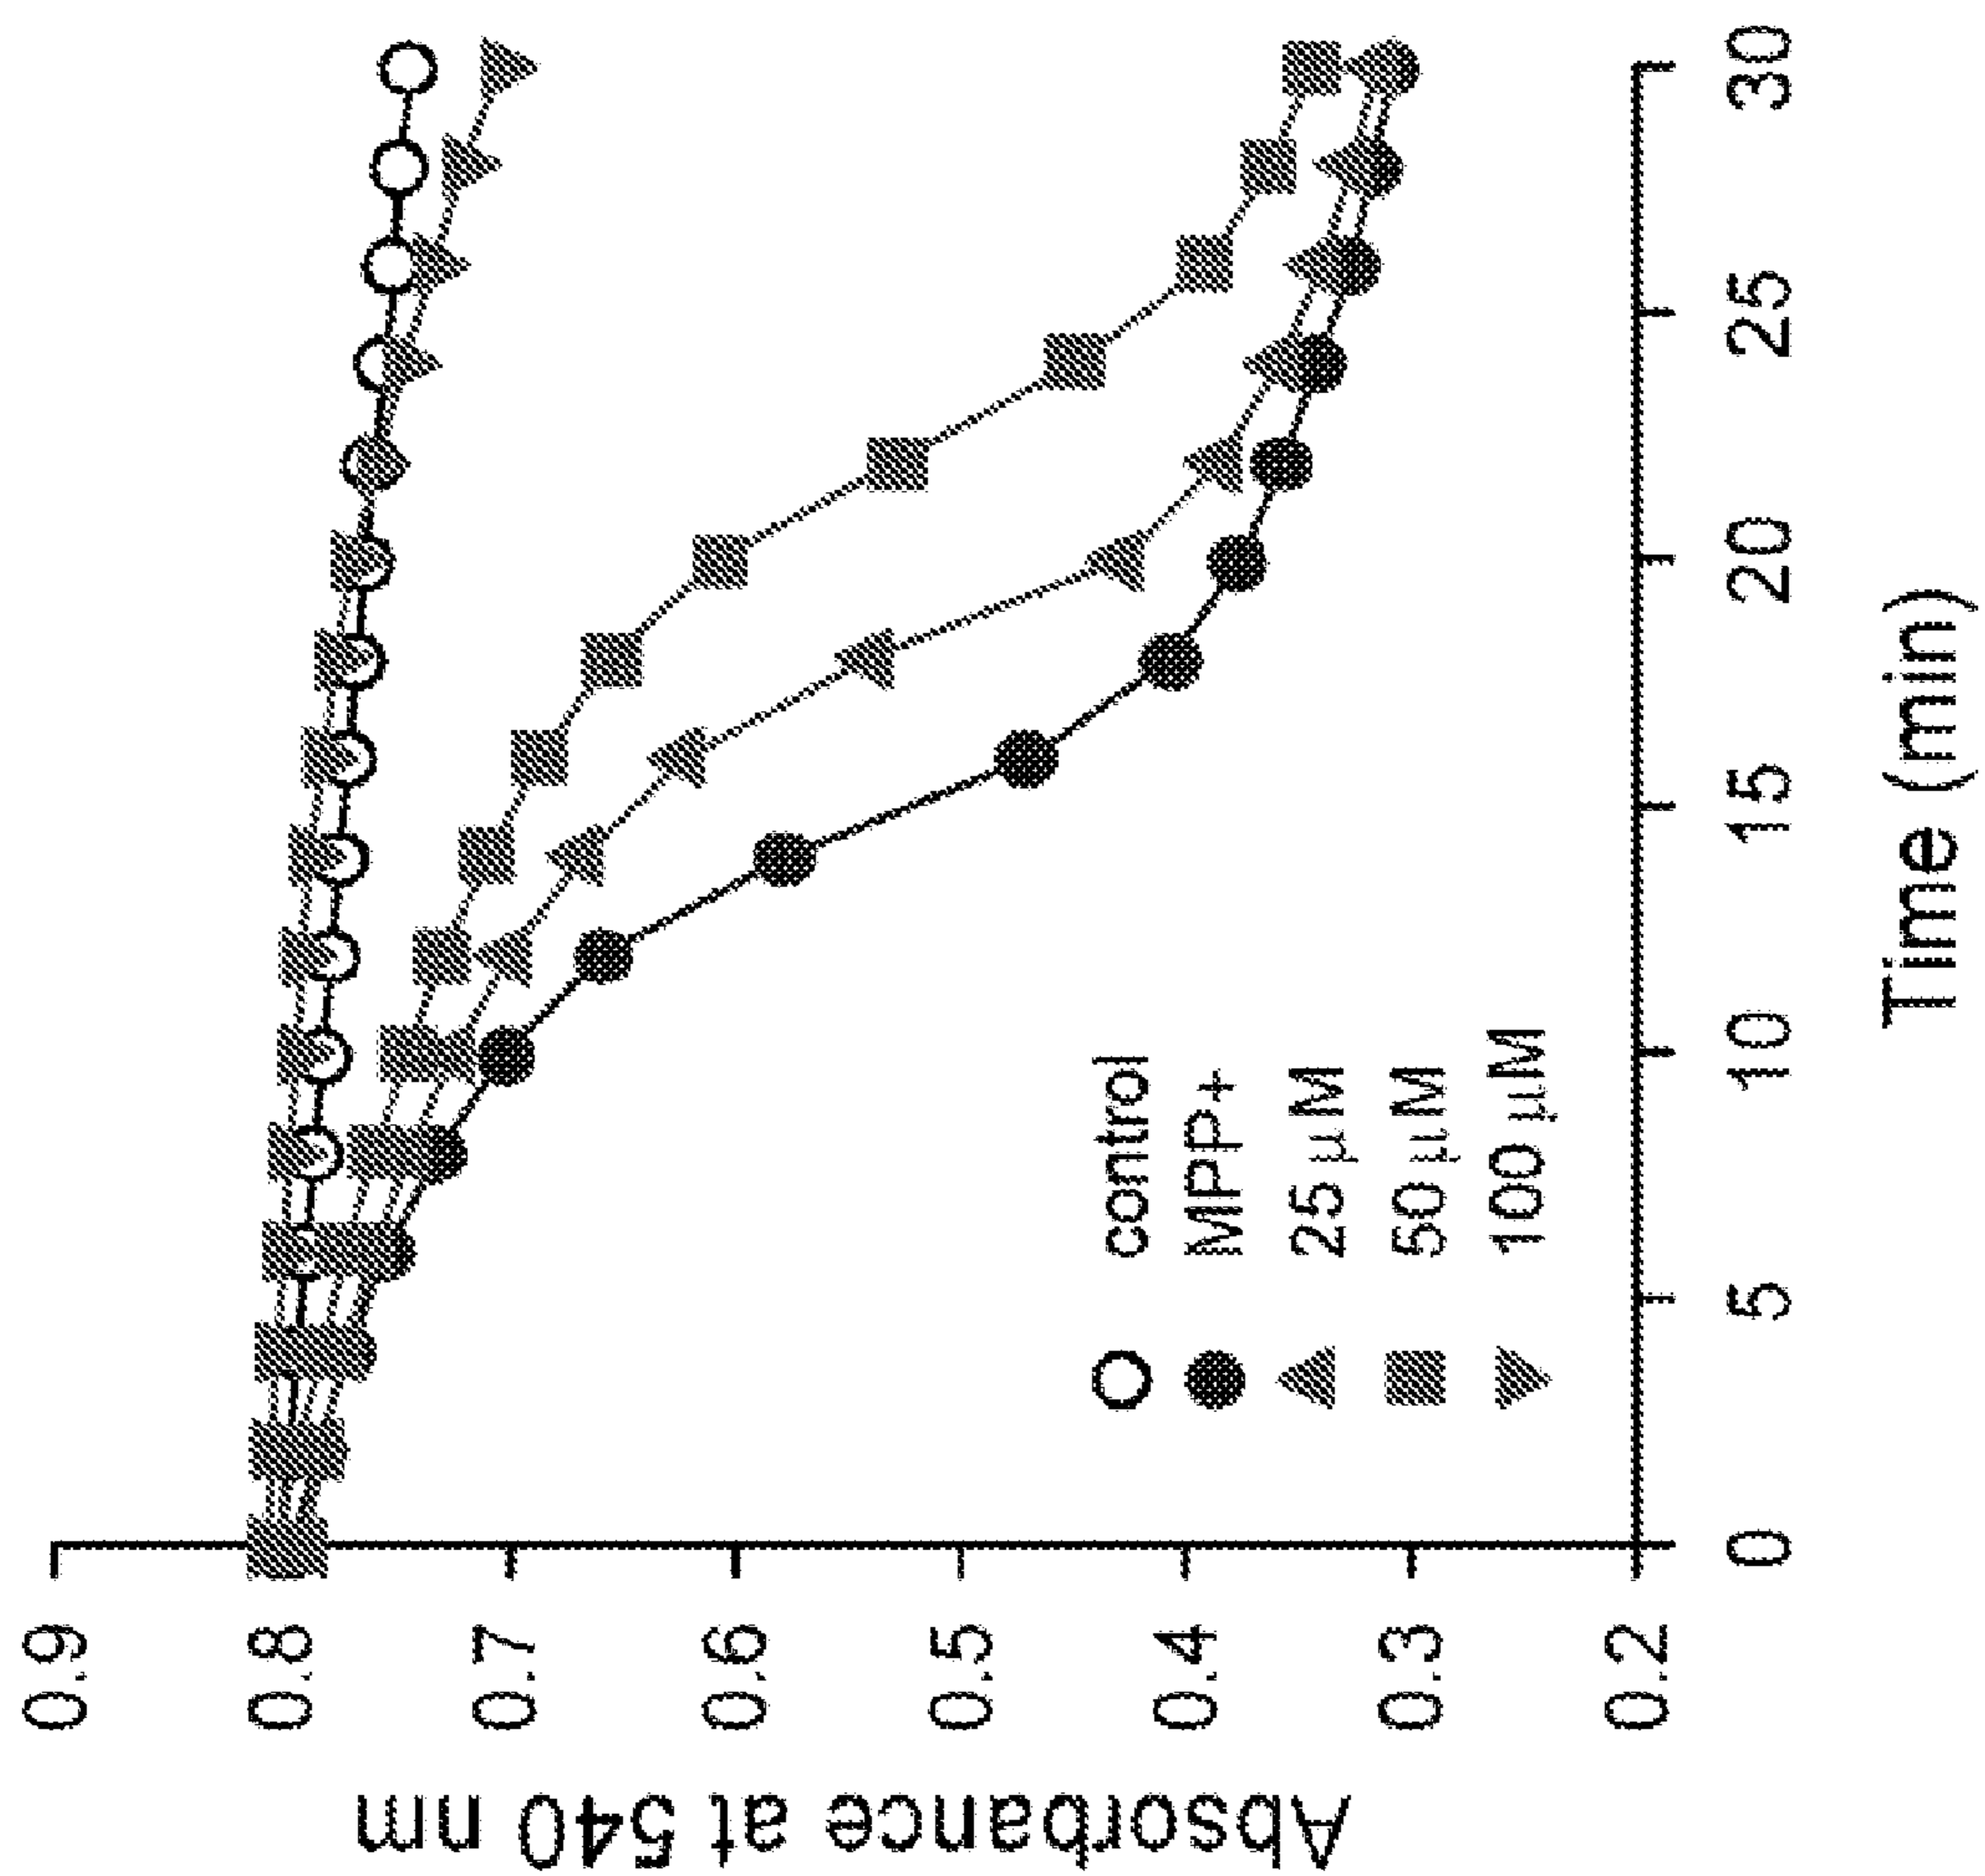 Absorbance at 540 nm
0.9
0.8
0.7
0.6
0.5
0.4
0.3
0.2
control
MPP+
25 μM
50 μM
100 μM
0 5 10 15 20 25 30
Time (min)